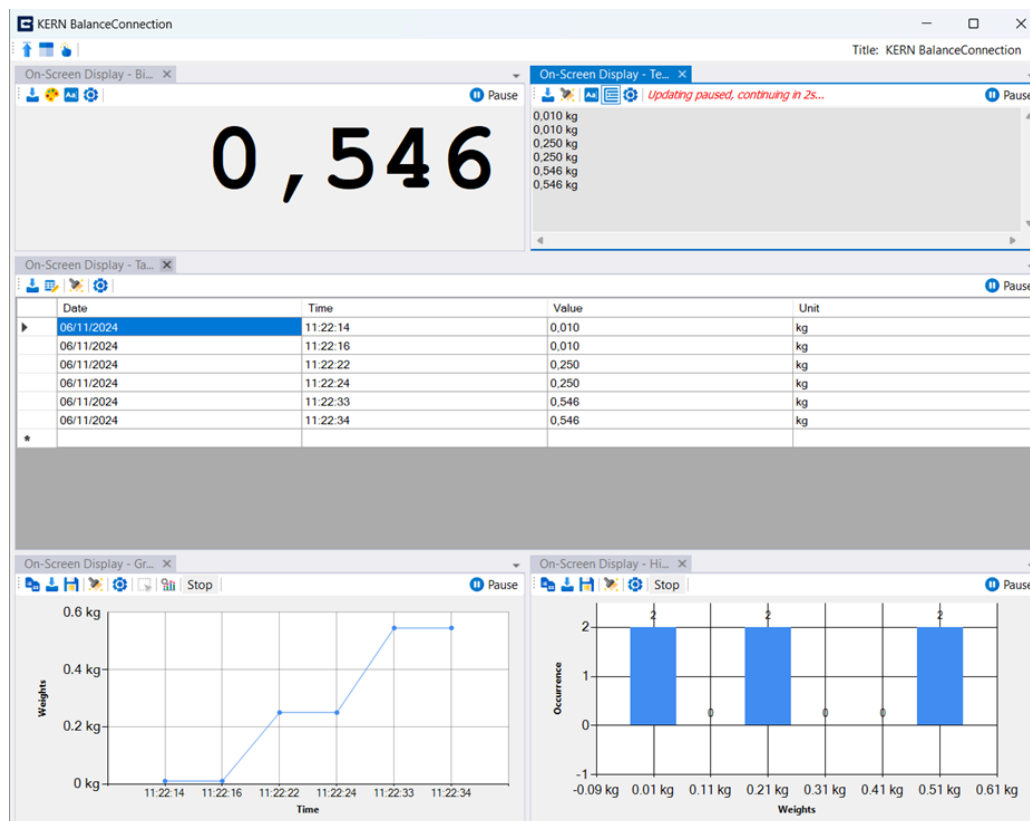 KERN BalanceConnection
Title: KERN BalanceConnection
On-Screen Display - Bi...
Pause
0,546
On-Screen Display - Te...
Updating paused, continuing in 2s...
Pause
0,010 kg
0,010 kg
0,250 kg
0,250 kg
0,546 kg
0,546 kg
On-Screen Display - Ta...
Pause
Date Time Value Unit
06/11/2024 11:22:14 0,010 kg
06/11/2024 11:22:16 0,010 kg
06/11/2024 11:22:22 0,250 kg
06/11/2024 11:22:24 0,250 kg
06/11/2024 11:22:33 0,546 kg
06/11/2024 11:22:34 0,546 kg
On-Screen Display - Gr...
Stop Pause
0.6 kg
0.4 kg
0.2 kg
0 kg
Weights
11:22:14 11:22:16 11:22:22 11:22:24 11:22:33 11:22:34
Time
On-Screen Display - Hi...
Stop Pause
2 2 2
2
1
0 0 0
0
-1
Occurrence
-0.09 kg 0.01 kg 0.11 kg 0.21 kg 0.31 kg 0.41 kg 0.51 kg 0.61 kg
Weights